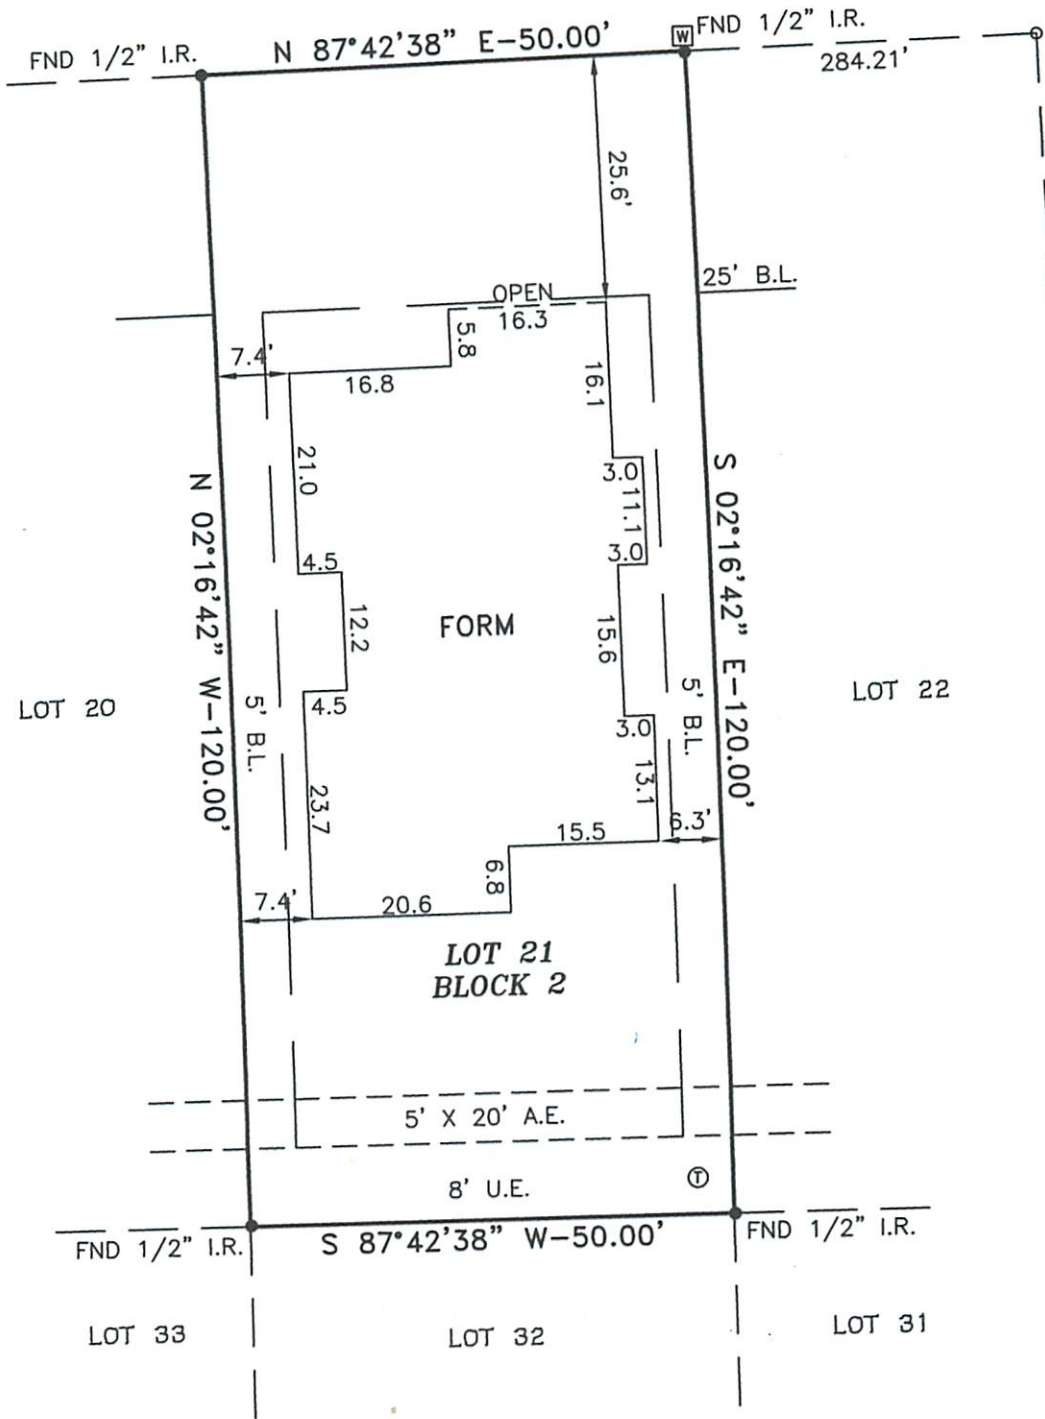 FND 1/2" I.R.
N 87°42'38" E-50.00'
W
FND 1/2" I.R.
284.21'
25.6'
25' B.L.
OPEN
16.3
5.8
7.4'
16.8
16.1
21.0
3.0
11.1
3.0
4.5
12.2
FORM
15.6
N 02°16'42" W-120.00'
S 02°16'42" E-120.00'
LOT 20
5' B.L.
4.5
3.0
5' B.L.
LOT 22
23.7
13.1
15.5
6.3'
6.8
7.4'
20.6
LOT 21
BLOCK 2
5' X 20' A.E.
8' U.E.
T
FND 1/2" I.R.
S 87°42'38" W-50.00'
FND 1/2" I.R.
LOT 33
LOT 32
LOT 31